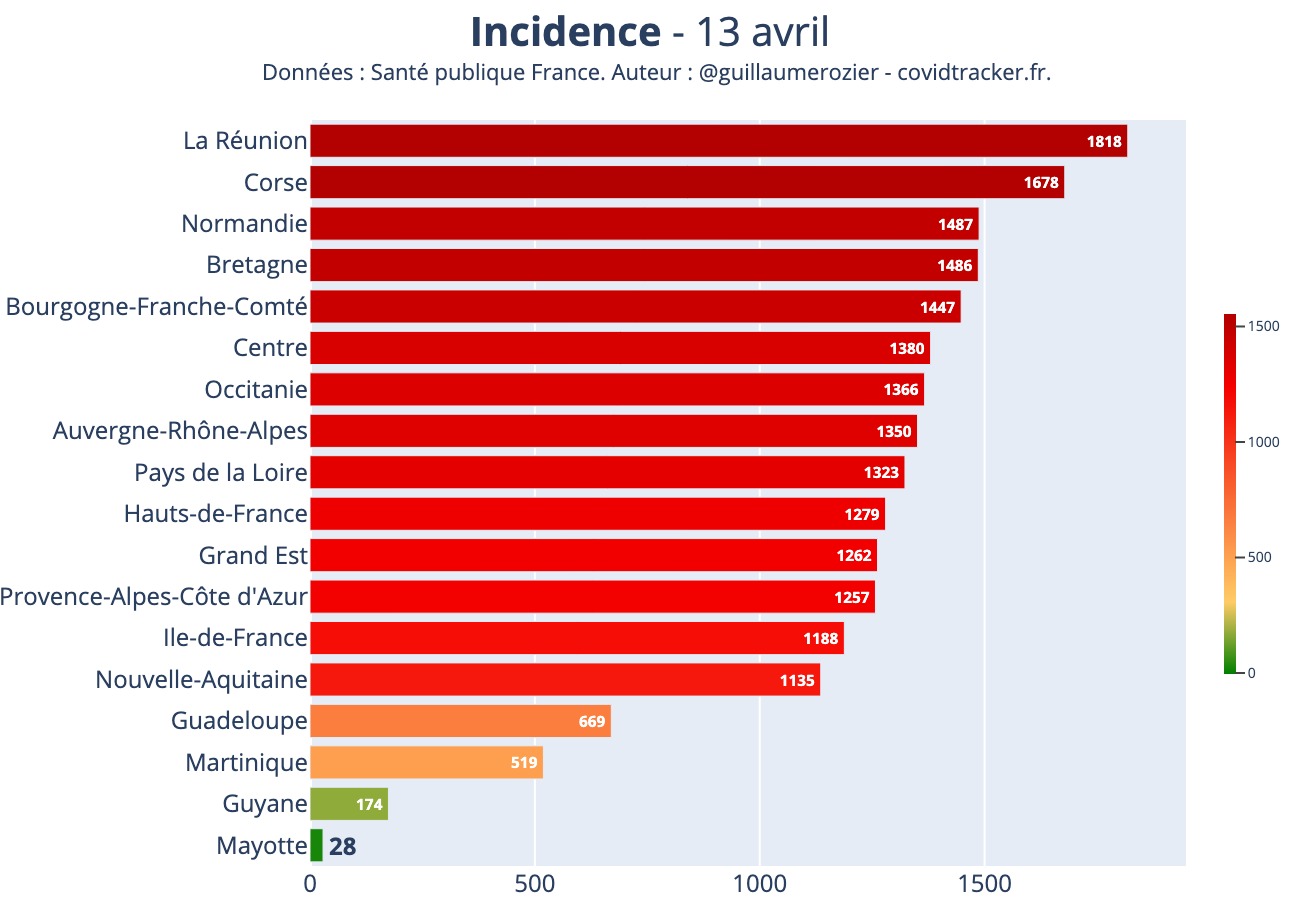 Incidence - 13 avril
Données : Santé publique France. Auteur : @guillaumerozier - covidtracker.fr.
La Réunion 1818
Corse 1678
Normandie 1487
Bretagne 1486
Bourgogne-Franche-Comté 1447
Centre 1380
Occitanie 1366
Auvergne-Rhône-Alpes 1350
Pays de la Loire 1323
Hauts-de-France 1279
Grand Est 1262
Provence-Alpes-Côte d'Azur 1257
Ile-de-France 1188
Nouvelle-Aquitaine 1135
Guadeloupe 669
Martinique 519
Guyane 174
Mayotte 28
0 500 1000 1500
1500
1000
500
0